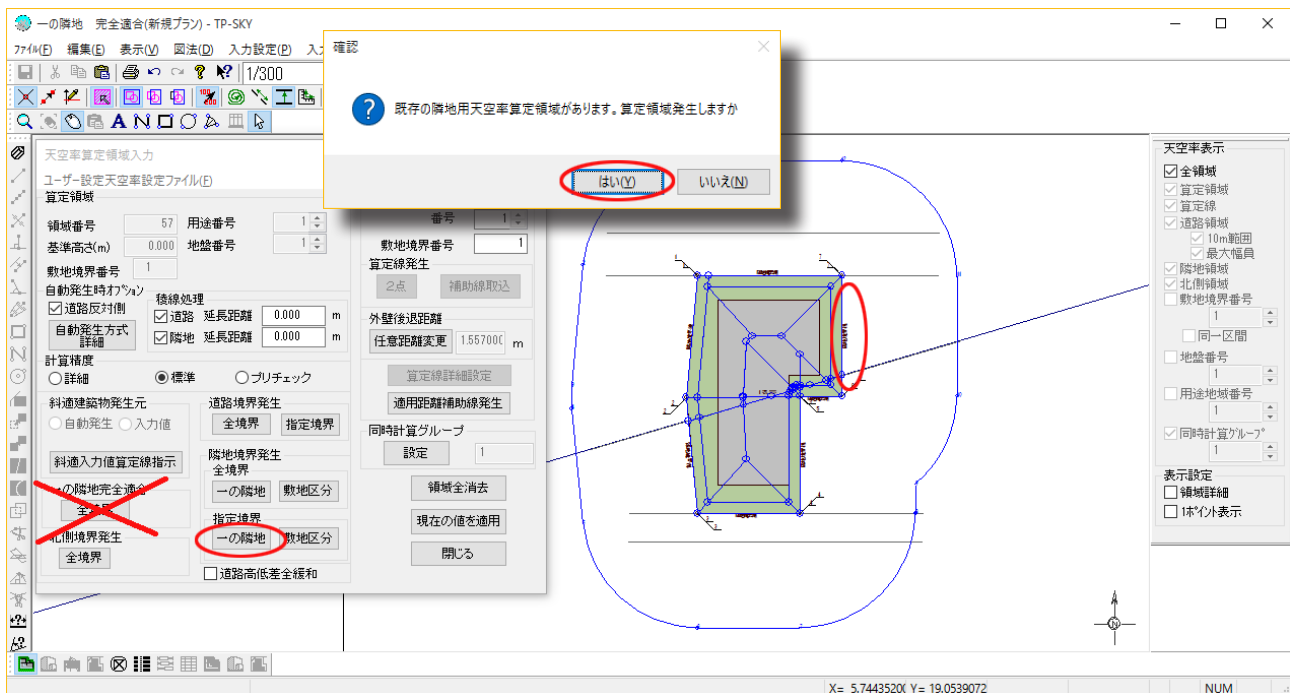 一の隣地 完全適合(新規プラン) - TP-SKY
ファイル(F) 編集(E) 表示(V) 図法(D) 入力設定(P)
1/300
確認
既存の隣地用天空率算定領域があります。算定領域発生しますか
はい(Y) いいえ(N)
天空率算定領域入力
ユーザー設定天空率設定ファイル(F)
算定領域
領域番号 57 用途番号 1
基準高さ(m) 0.000 地盤番号 1
敷地境界番号 1
自動発生時オプション
道路反対側
自動発生方式
詳細
稜線処理
道路 延長距離 0.000 m
隣地 延長距離 0.000 m
計算精度
詳細 標準 プリチェック
斜適建築物発生元
自動発生 入力値
斜適入力値算定線指示
一の隣地完全適合
全境界
北側境界発生
全境界
道路境界発生
全境界 指定境界
隣地境界発生
全境界
一の隣地 敷地区分
指定境界
一の隣地 敷地区分
道路高低差全緩和
番号 1
敷地境界番号 1
算定線発生
2点 補助線取込
外壁後退距離
任意距離変更 1.55700( m
算定線詳細設定
適用距離補助線発生
同時計算グループ
設定 1
領域全消去
現在の値を適用
閉じる
天空率表示
全領域
算定領域
算定線
道路領域
10m範囲
最大幅員
隣地領域
北側領域
敷地境界番号
1
同一区間
地盤番号
1
用途地域番号
1
同時計算グループ
1
表示設定
領域詳細
1ポイント表示
N
X= 5.7443520( Y= 19.0539072
NUM